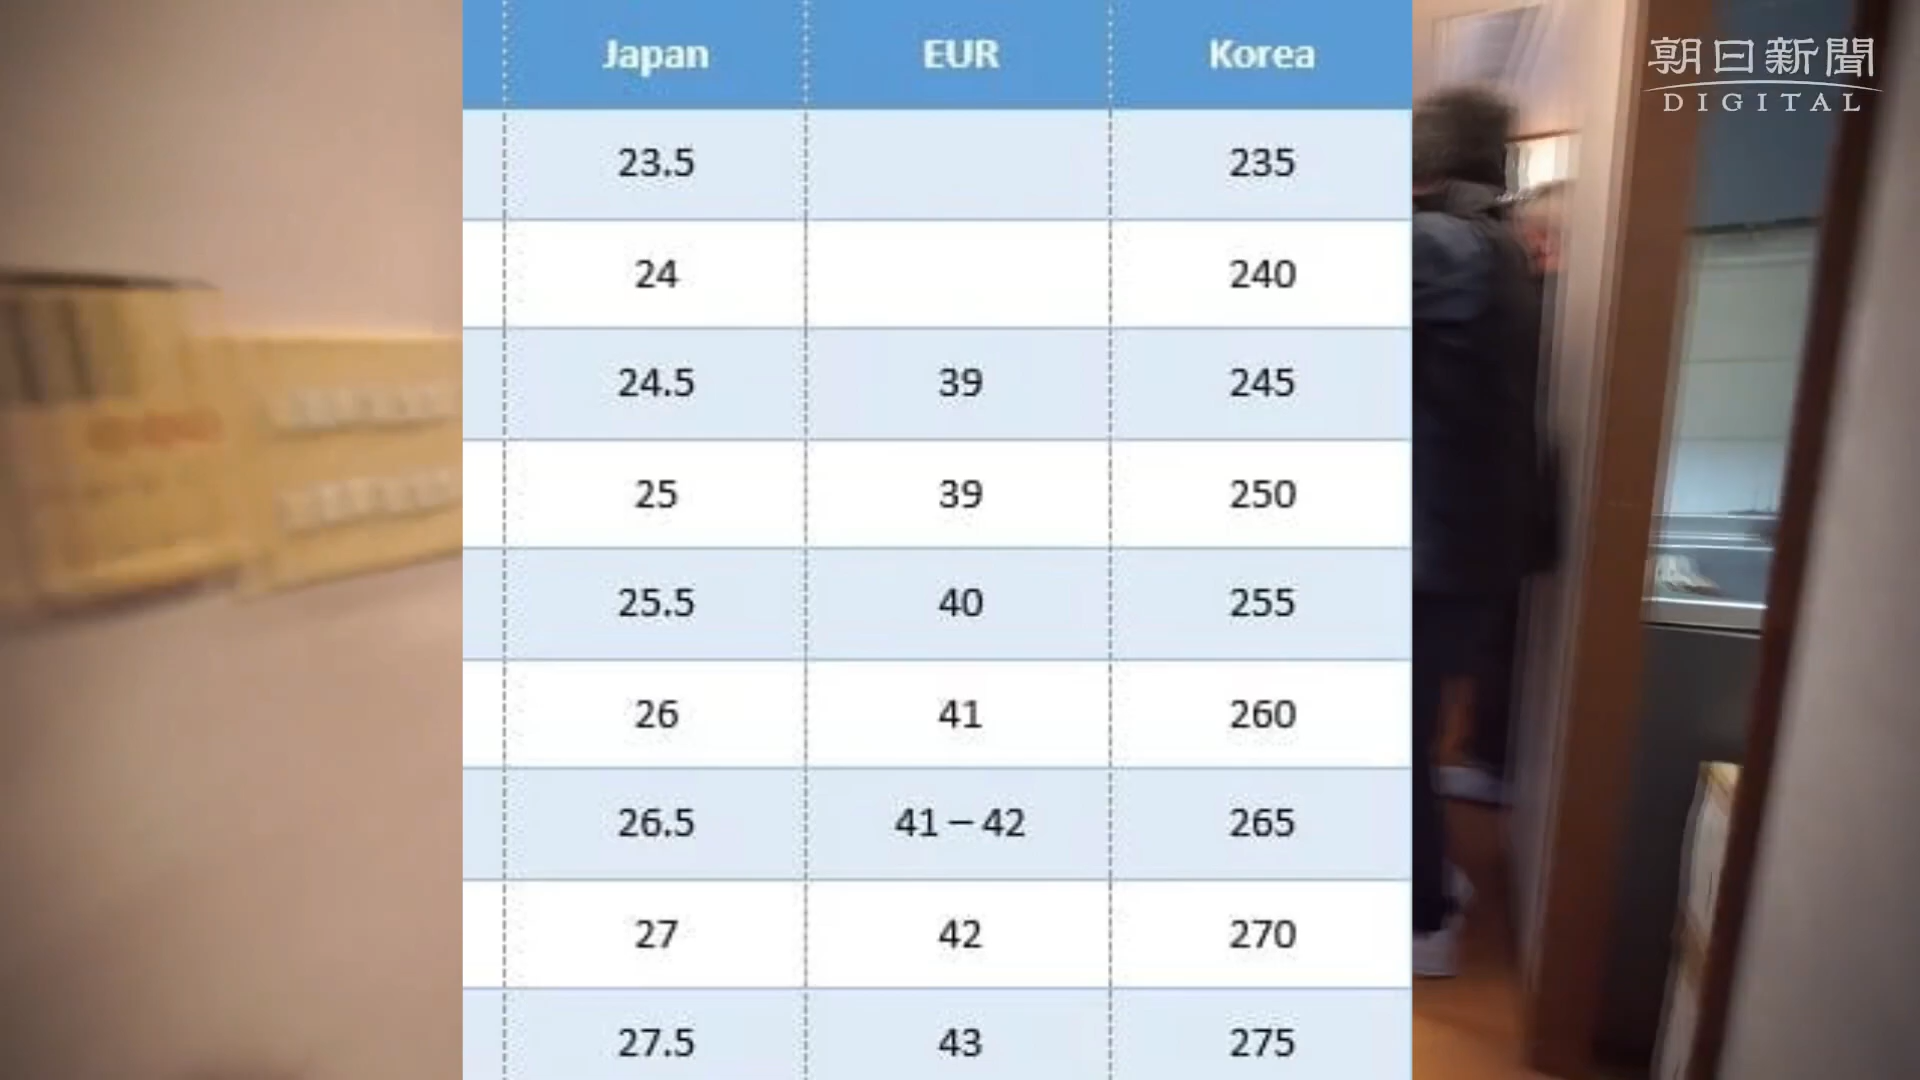 Japan EUR Korea
23.5 235
24 240
24.5 39 245
25 39 250
25.5 40 255
26 41 260
26.5 41 – 42 265
27 42 270
27.5 43 275
朝日新聞
DIGITAL